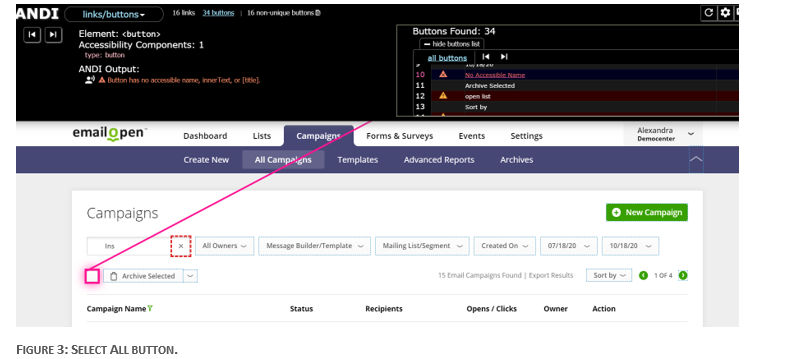 ANDI links/buttons 16 links 34 buttons | 16 non-unique buttons
Element: <button>
Accessibility Components: 1
type: button
ANDI Output:
Button has no accessible name, innerText, or [title].
Buttons Found: 34
hide buttons list
all buttons
9 10/18/20
10 No Accessible Name
11 Archive Selected
12 open list
13 Sort by
emailopen Dashboard Lists Campaigns Forms & Surveys Events Settings Alexandra
Democenter
Create New All Campaigns Templates Advanced Reports Archives
Campaigns New Campaign
Ins × All Owners Message Builder/Template Mailing List/Segment Created On 07/18/20 10/18/20
Archive Selected 15 Email Campaigns Found | Export Results Sort by 1 OF 4
Campaign Name Status Recipients Opens / Clicks Owner Action
FIGURE 3: SELECT ALL BUTTON.